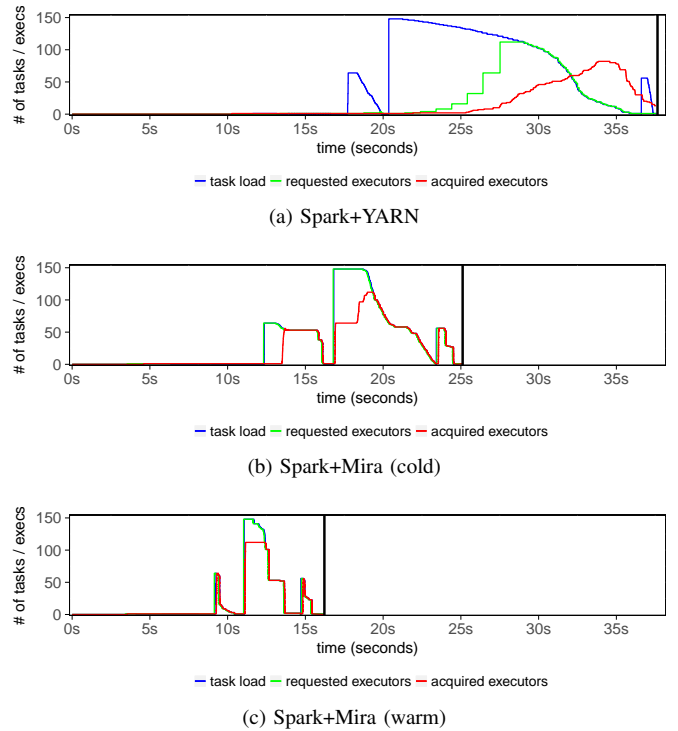 150
100
50
0
# of tasks / execs
0s 5s 10s 15s 20s 25s 30s 35s
time (seconds)
task load requested executors acquired executors
(a) Spark+YARN
150
100
50
0
# of tasks / execs
0s 5s 10s 15s 20s 25s 30s 35s
time (seconds)
task load requested executors acquired executors
(b) Spark+Mira (cold)
150
100
50
0
# of tasks / execs
0s 5s 10s 15s 20s 25s 30s 35s
time (seconds)
task load requested executors acquired executors
(c) Spark+Mira (warm)